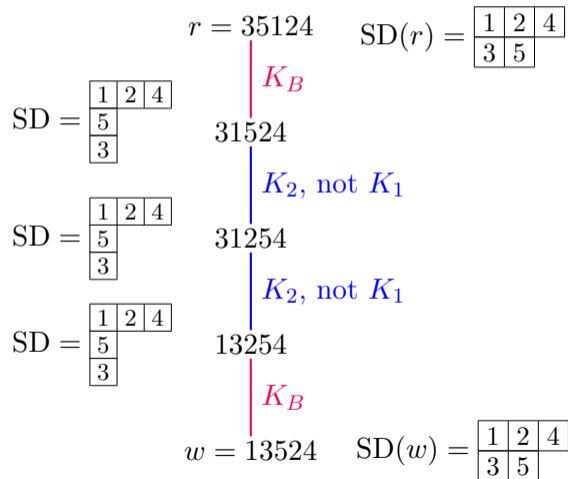 r = 35124
SD(r) =
1 2 4
3 5
K_B
SD =
1 2 4
5
3
31524
K_2, not K_1
SD =
1 2 4
5
3
31254
K_2, not K_1
SD =
1 2 4
5
3
13254
K_B
w = 13524
SD(w) =
1 2 4
3 5